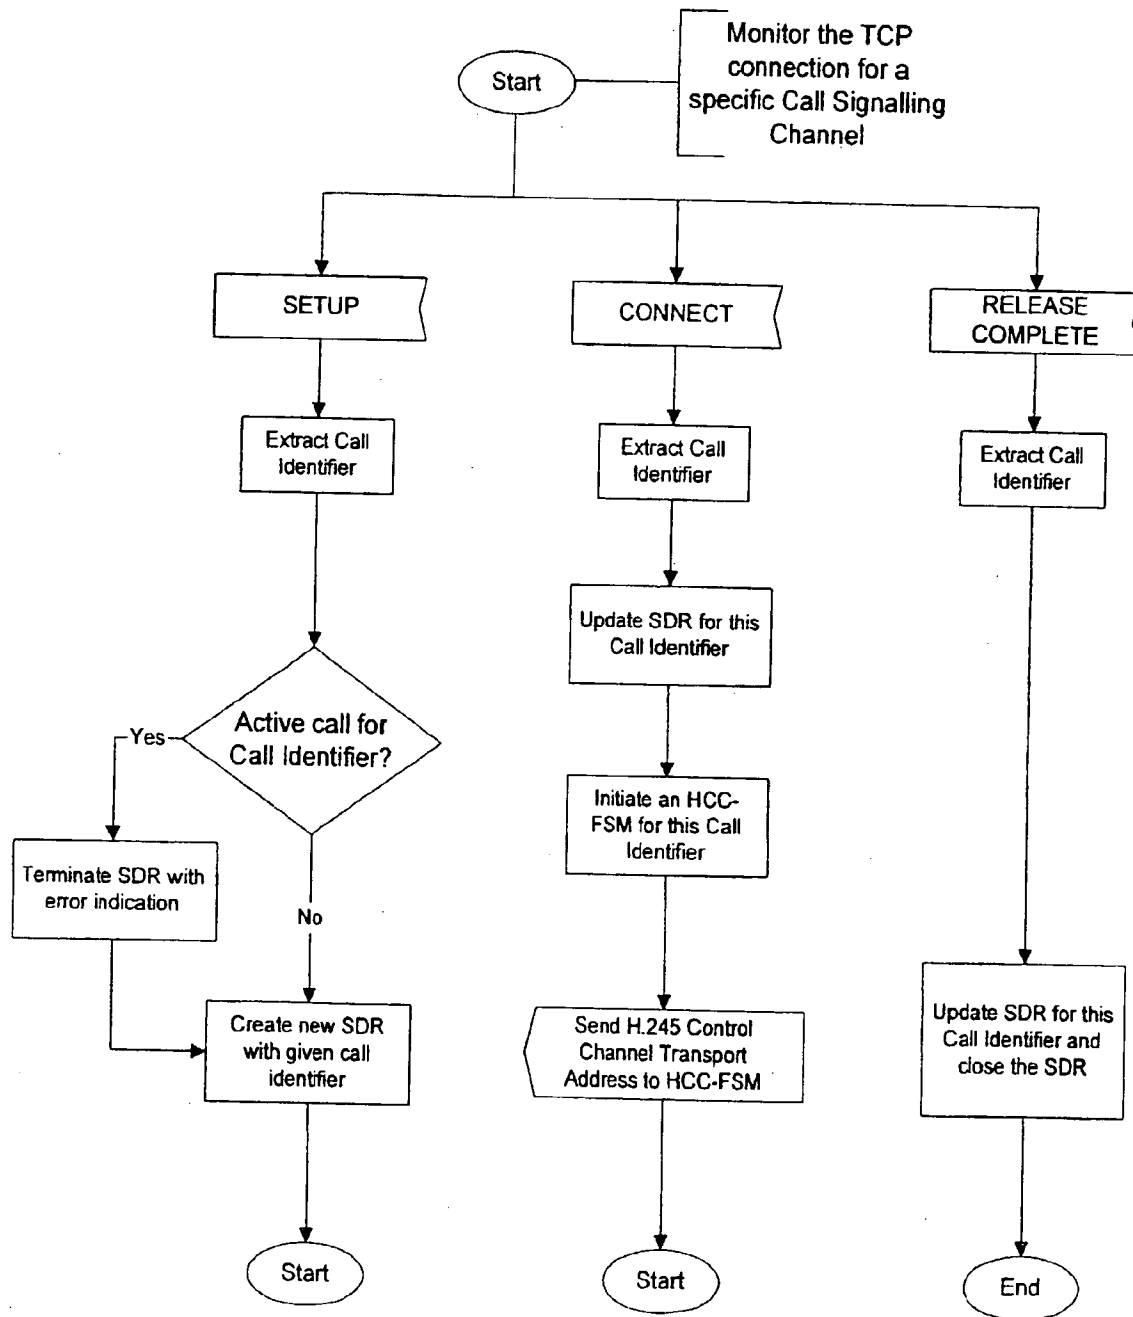 Start
Monitor the TCP
connection for a
specific Call Signalling
Channel
SETUP
Extract Call
Identifier
Active call for
Call Identifier?
Yes
Terminate SDR with
error indication
No
Create new SDR
with given call
identifier
Start
CONNECT
Extract Call
Identifier
Update SDR for this
Call Identifier
Initiate an HCC-
FSM for this Call
Identifier
Send H.245 Control
Channel Transport
Address to HCC-FSM
Start
RELEASE
COMPLETE
Extract Call
Identifier
Update SDR for this
Call Identifier and
close the SDR
End